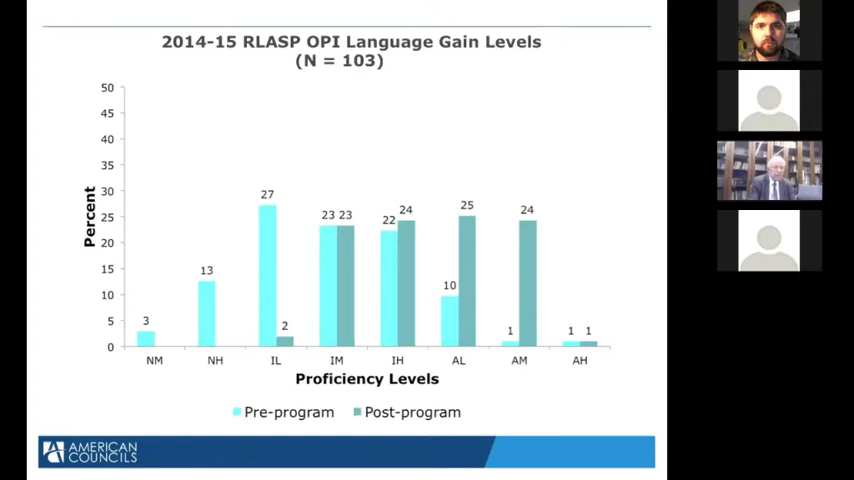 2014-15 RLASP OPI Language Gain Levels
(N = 103)
50
45
40
35
30
25
20
15
10
5
0
Percent
3
13
27
2
23 23
22 24
10 25
1 24
1 1
NM NH IL IM IH AL AM AH
Proficiency Levels
Pre-program Post-program
AMERICAN
COUNCILS